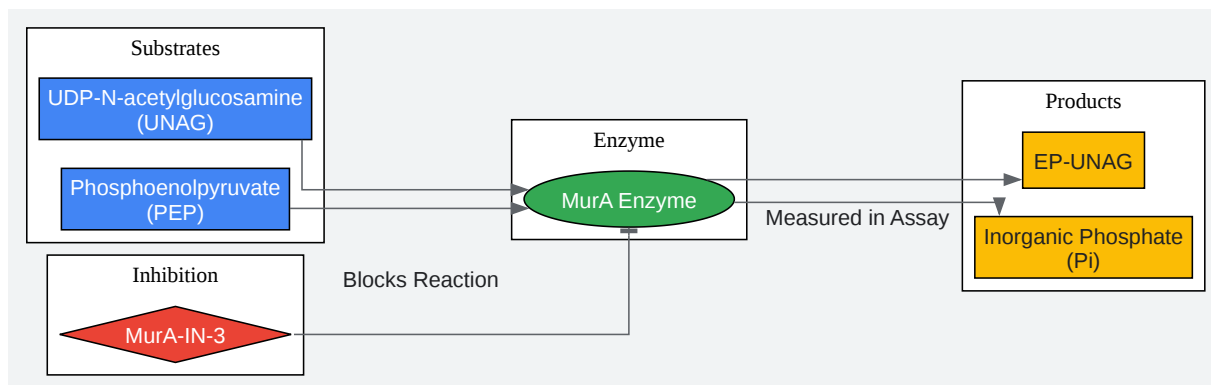 Substrates
UDP-N-acetylglucosamine
(UNAG)
Phosphoenolpyruvate
(PEP)
Enzyme
MurA Enzyme
Products
EP-UNAG
Measured in Assay
Inorganic Phosphate
(Pi)
Inhibition
Blocks Reaction
MurA-IN-3